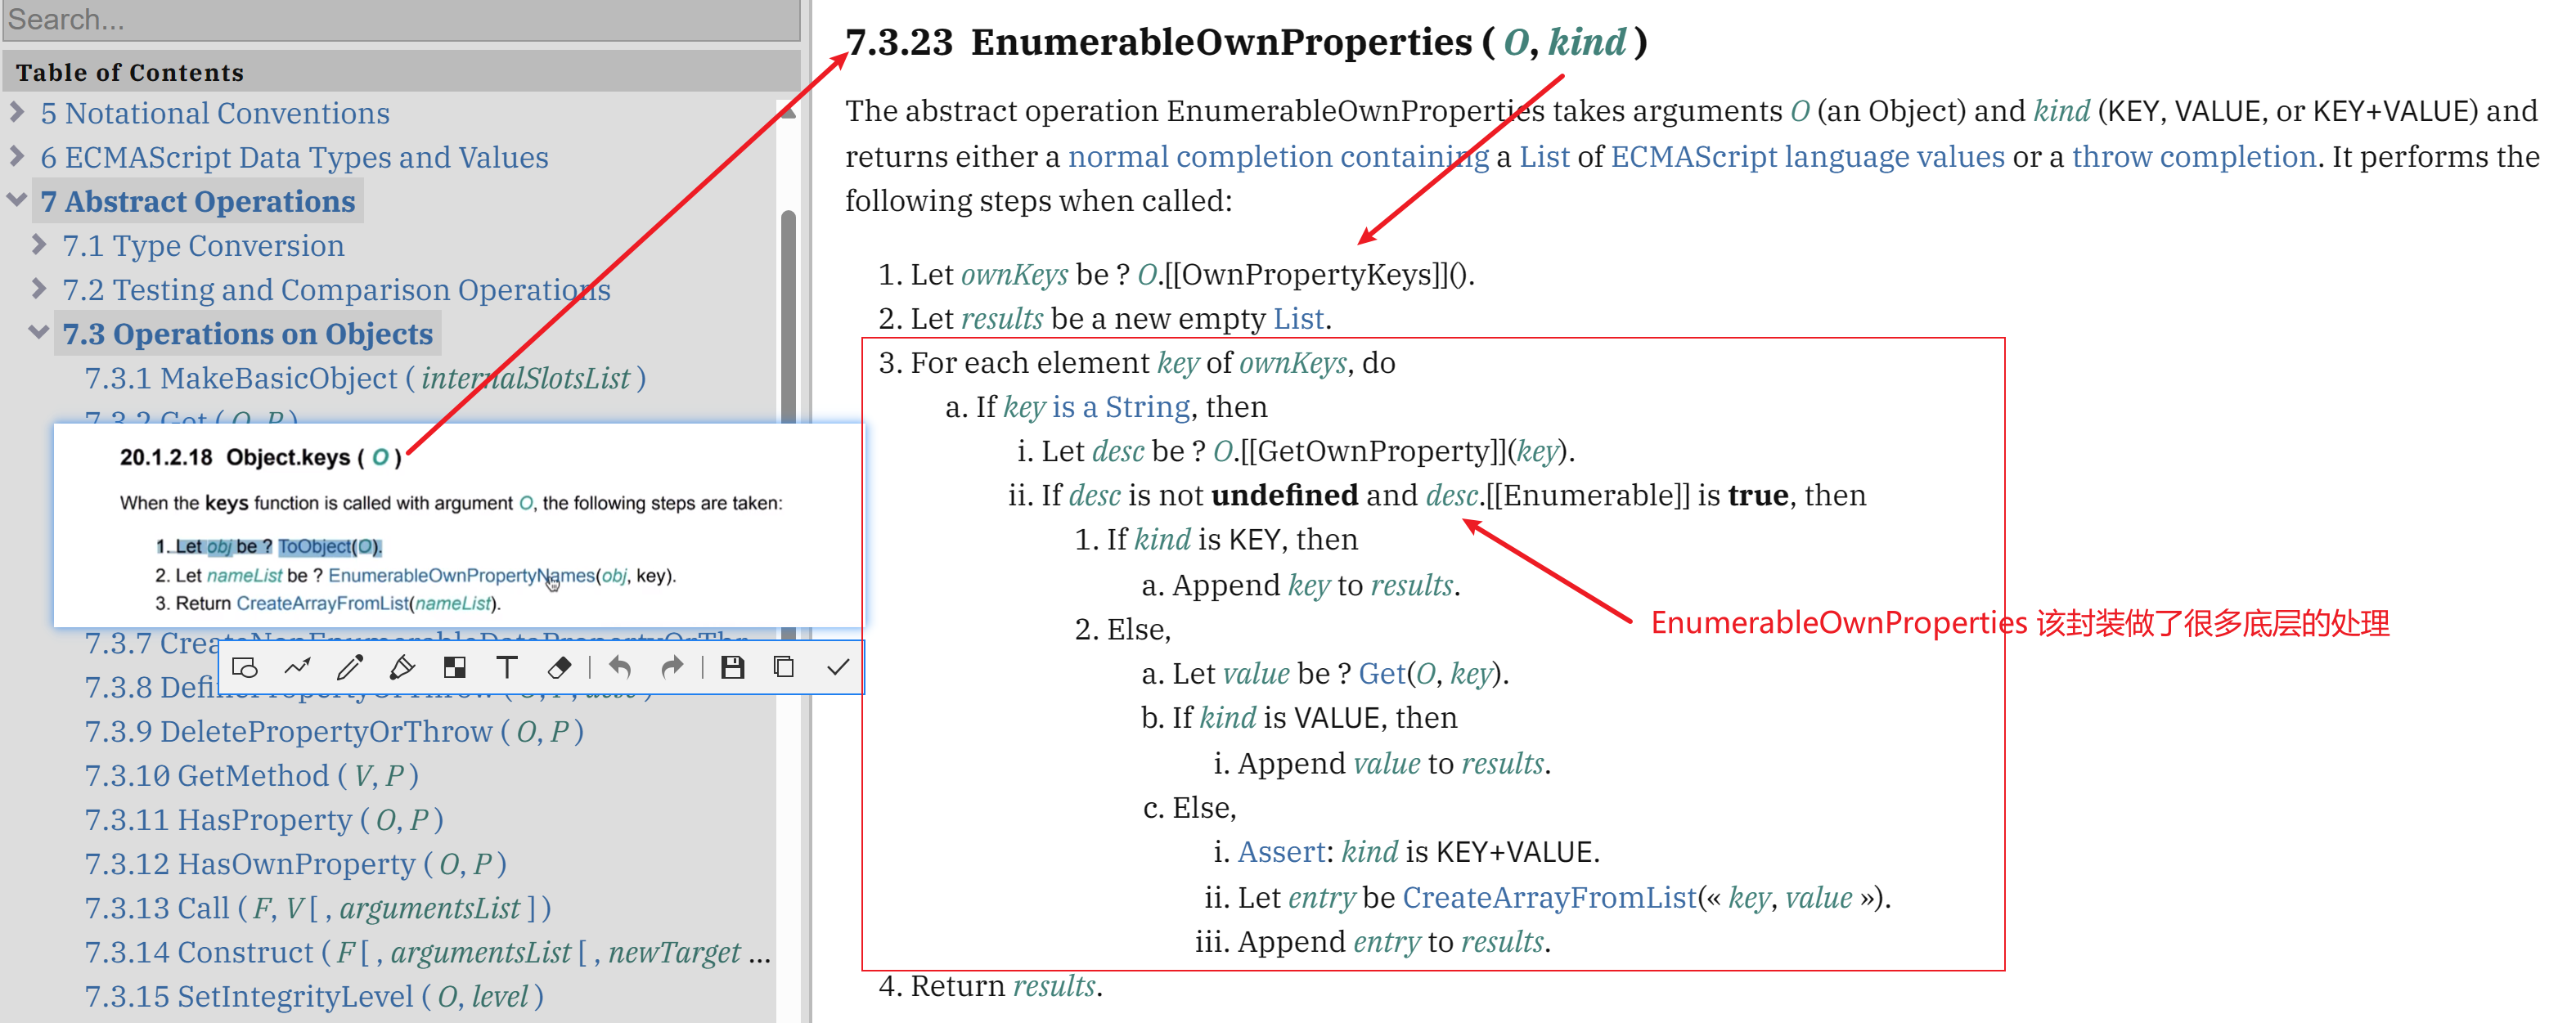 Search...
Table of Contents
5 Notational Conventions
6 ECMAScript Data Types and Values
7 Abstract Operations
7.1 Type Conversion
7.2 Testing and Comparison Operations
7.3 Operations on Objects
7.3.1 MakeBasicObject ( internalSlotsList )
7.3.2 Get ( O, P )
20.1.2.18 Object.keys ( O )
When the keys function is called with argument O, the following steps are taken:
1. Let obj be ? ToObject(O).
2. Let nameList be ? EnumerableOwnPropertyNames(obj, key).
3. Return CreateArrayFromList(nameList).
7.3.7 CreateNonEnumerableDataPropertyOrThr
7.3.8 DefinePropertyOrThrow ( O, P, desc )
7.3.9 DeletePropertyOrThrow ( O, P )
7.3.10 GetMethod ( V, P )
7.3.11 HasProperty ( O, P )
7.3.12 HasOwnProperty ( O, P )
7.3.13 Call ( F, V [ , argumentsList ] )
7.3.14 Construct ( F [ , argumentsList [ , newTarget ...
7.3.15 SetIntegrityLevel ( O, level )
7.3.23 EnumerableOwnProperties ( O, kind )
The abstract operation EnumerableOwnProperties takes arguments O (an Object) and kind (KEY, VALUE, or KEY+VALUE) and
returns either a normal completion containing a List of ECMAScript language values or a throw completion. It performs the
following steps when called:
1. Let ownKeys be ? O.[[OwnPropertyKeys]]().
2. Let results be a new empty List.
3. For each element key of ownKeys, do
a. If key is a String, then
i. Let desc be ? O.[[GetOwnProperty]](key).
ii. If desc is not undefined and desc.[[Enumerable]] is true, then
1. If kind is KEY, then
a. Append key to results.
2. Else,
a. Let value be ? Get(O, key).
b. If kind is VALUE, then
i. Append value to results.
c. Else,
i. Assert: kind is KEY+VALUE.
ii. Let entry be CreateArrayFromList(« key, value »).
iii. Append entry to results.
4. Return results.
EnumerableOwnProperties 该封装做了很多底层的处理